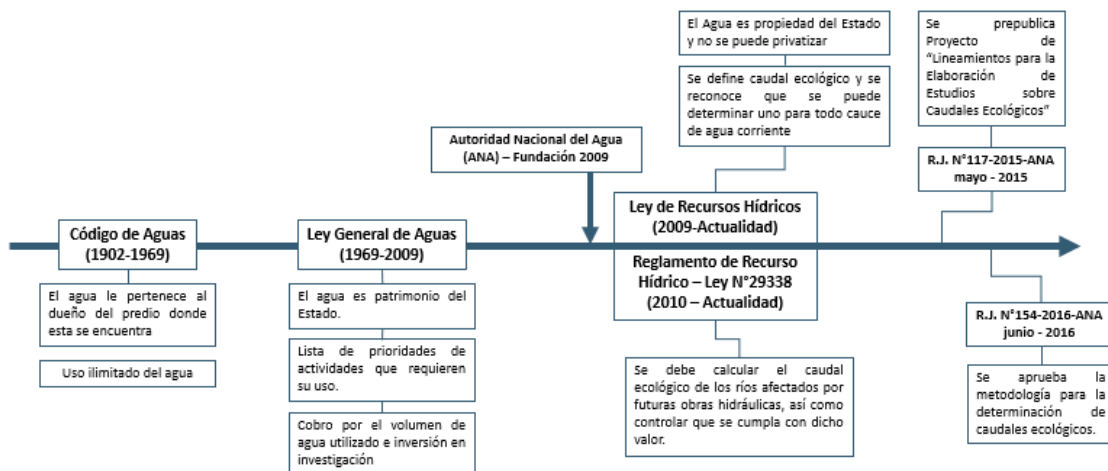 Código de Aguas
(1902-1969)
El agua le pertenece al
dueño del predio donde
esta se encuentra
Uso ilimitado del agua
Ley General de Aguas
(1969-2009)
El agua es patrimonio del
Estado.
Lista de prioridades de
actividades que requieren
su uso.
Cobro por el volumen de
agua utilizado e inversión en
investigación
Autoridad Nacional del Agua
(ANA) – Fundación 2009
El Agua es propiedad del Estado
y no se puede privatizar
Se define caudal ecológico y se
reconoce que se puede
determinar uno para todo cauce
de agua corriente
Ley de Recursos Hídricos
(2009-Actualidad)
Reglamento de Recurso
Hídrico – Ley N°29338
(2010 – Actualidad)
Se debe calcular el caudal
ecológico de los ríos afectados por
futuras obras hidráulicas, así como
controlar que se cumpla con dicho
valor.
Se prepublica
Proyecto de
“Lineamientos para la
Elaboración de
Estudios sobre
Caudales Ecológicos”
R.J. N°117-2015-ANA
mayo - 2015
R.J. N°154-2016-ANA
junio - 2016
Se aprueba la
metodología para la
determinación de
caudales ecológicos.